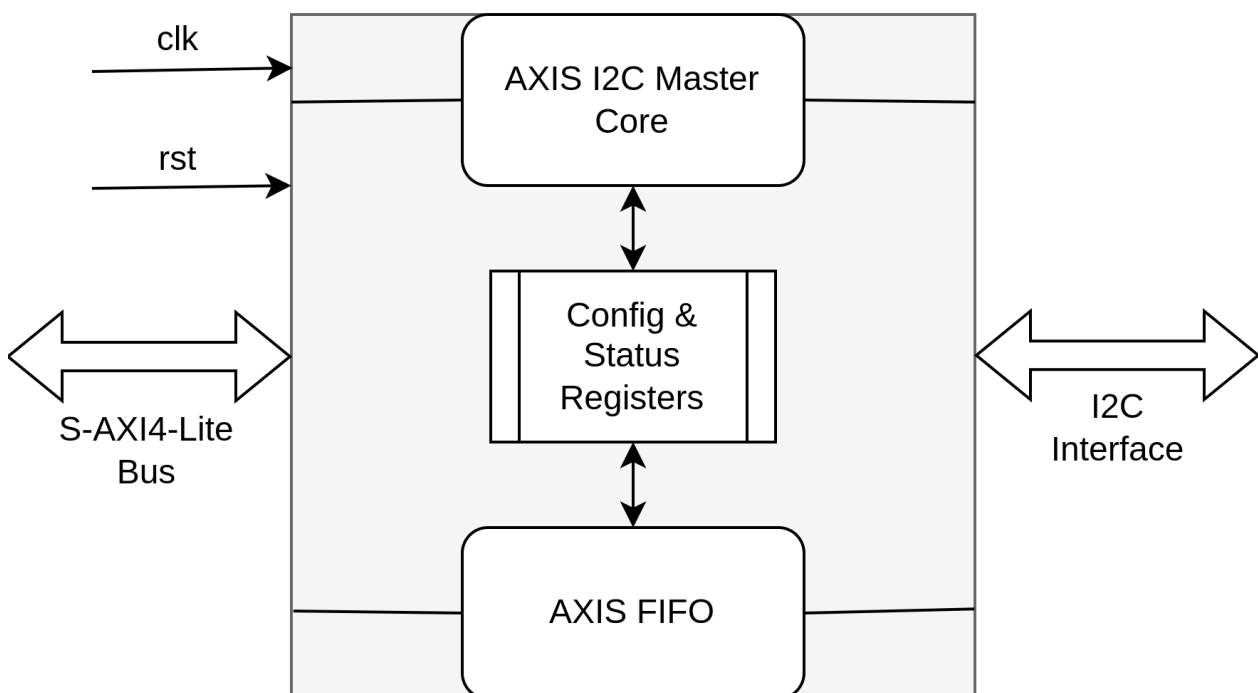 clk
AXIS I2C Master
Core
rst
Config &
Status
Registers
S-AXI4-Lite
Bus
I2C
Interface
AXIS FIFO